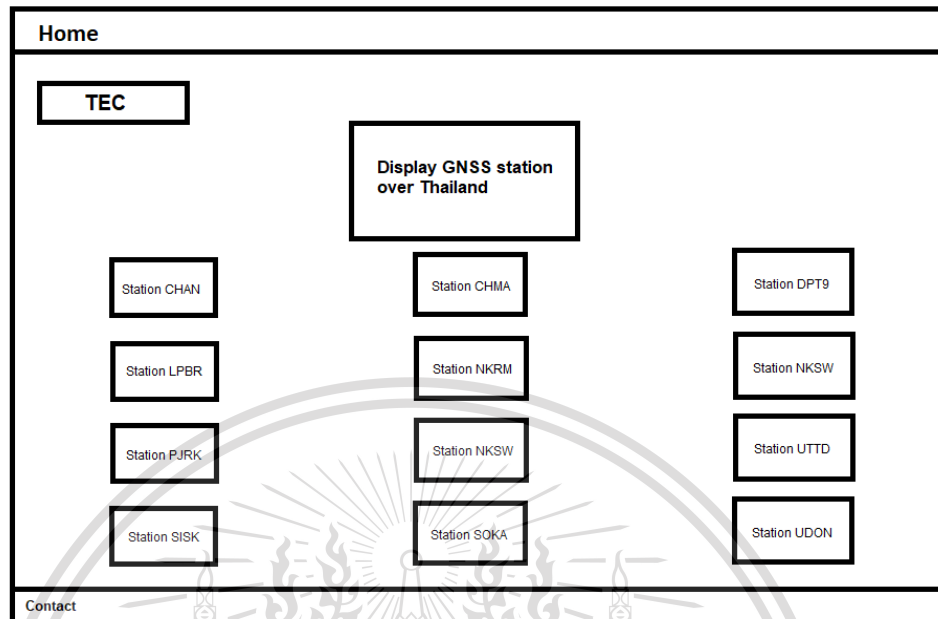 Home
TEC
Display GNSS station
over Thailand
Station CHAN
Station CHMA
Station DPT9
Station LPBR
Station NKRM
Station NKSW
Station PJRK
Station NKSW
Station UTTD
Station SISK
Station SOKA
Station UDON
Contact